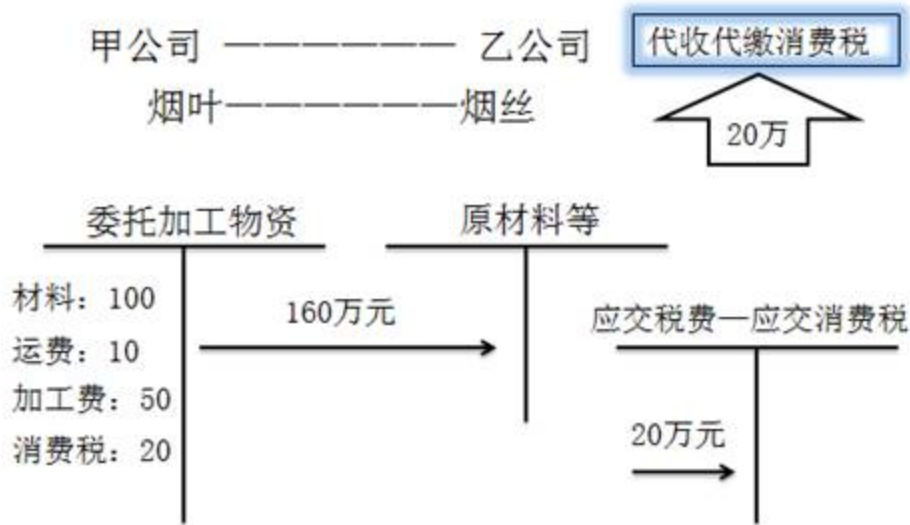 甲公司 —————— 乙公司
代收代缴消费税
烟叶——————烟丝
20万
委托加工物资
原材料等
材料：100
160万元
应交税费—应交消费税
运费：10
加工费：50
消费税：20
20万元